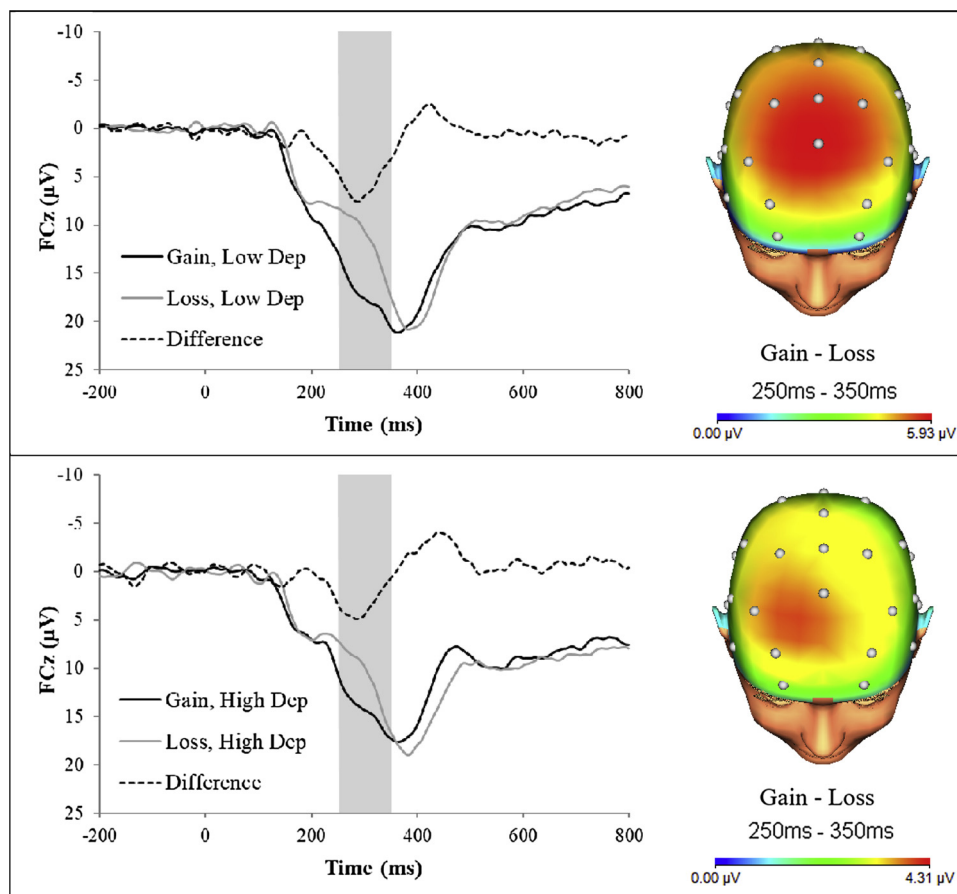 -10
-5
0
5
10
15
20
25
FCz (µV)
Gain, Low Dep
Loss, Low Dep
Difference
-200 0 200 400 600 800
Time (ms)
Gain - Loss
250ms - 350ms
0.00 µV 5.93 µV
-10
-5
0
5
10
15
20
25
FCz (µV)
Gain, High Dep
Loss, High Dep
Difference
-200 0 200 400 600 800
Time (ms)
Gain - Loss
250ms - 350ms
0.00 µV 4.31 µV